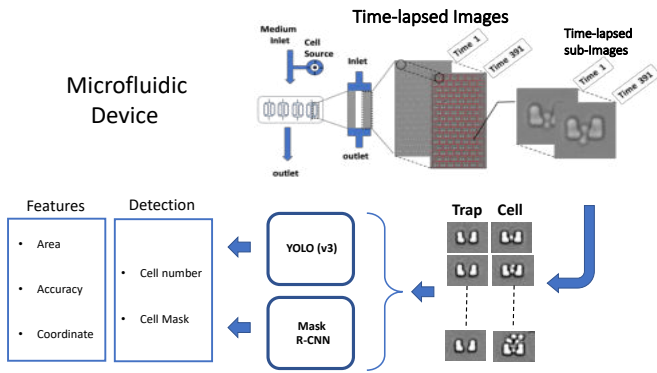 Time-lapsed Images
Medium
Inlet
Cell
Source
Time 1
Time 391
Time-lapsed
sub-Images
Time 1
Time 391
Inlet
Microfluidic
Device
outlet
outlet
Features
Detection
Trap
Cell
• Area
• Accuracy
• Coordinate
• Cell number
• Cell Mask
YOLO (v3)
Mask
R-CNN